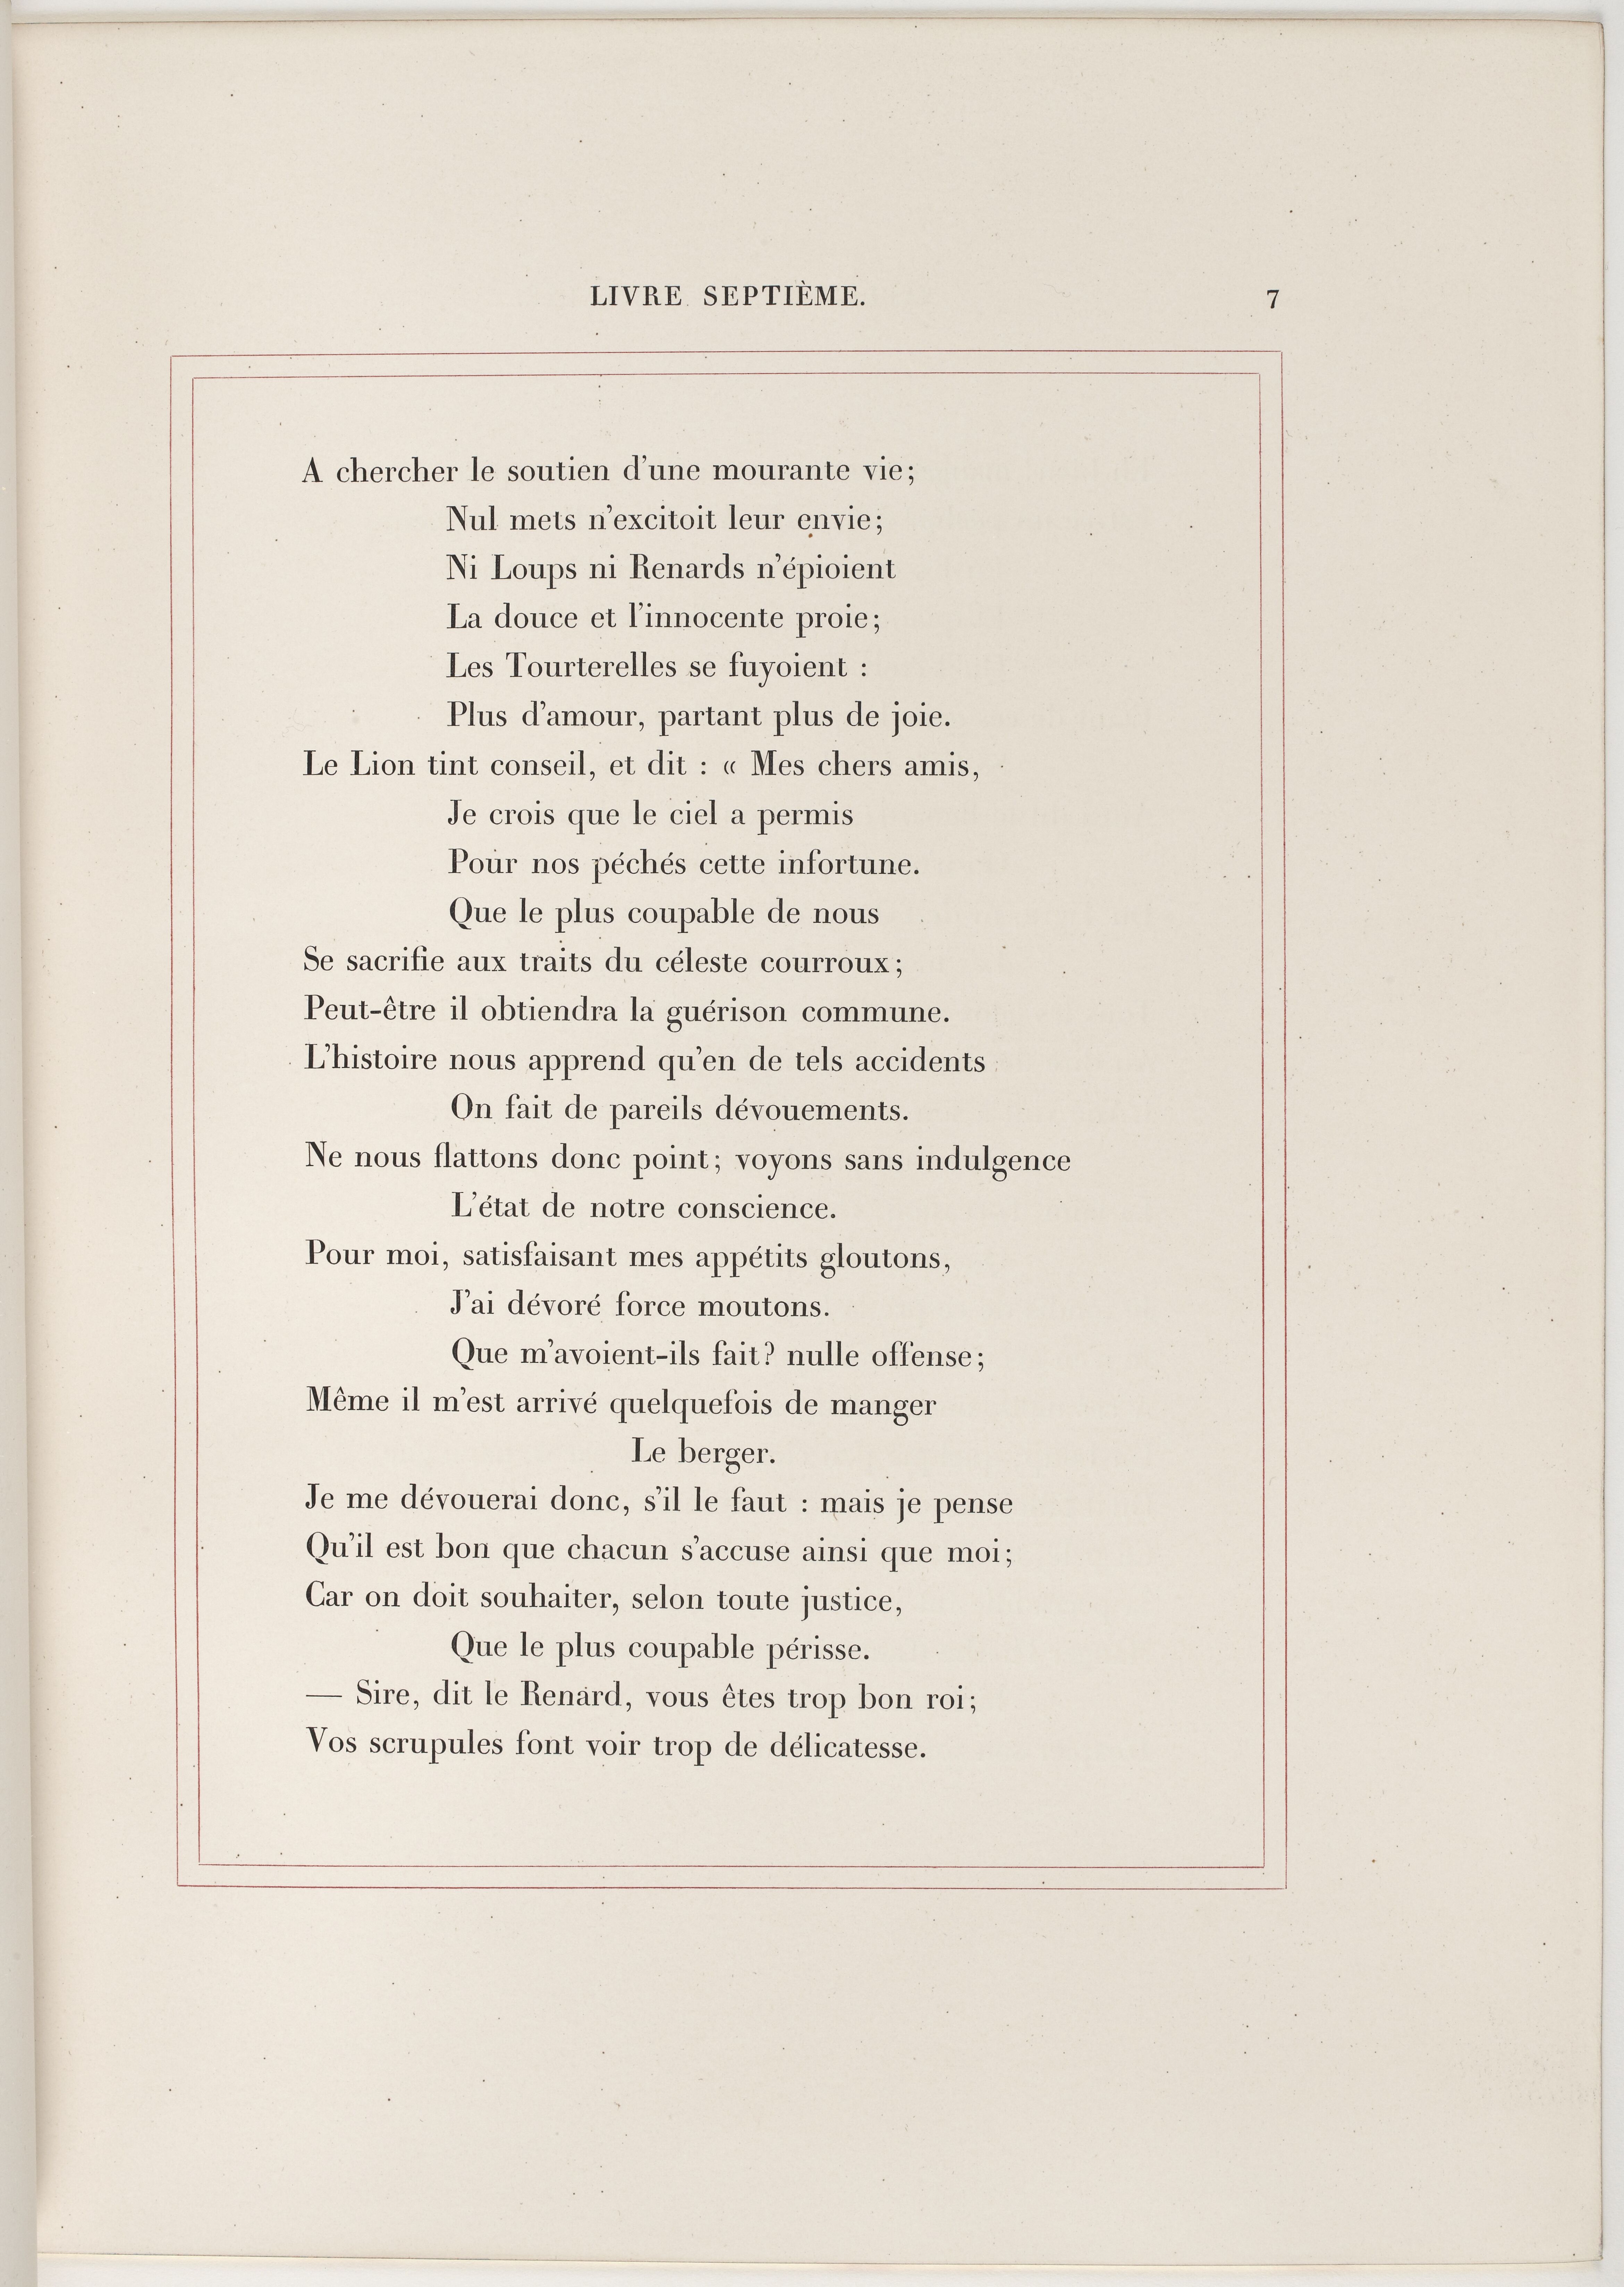 LIVRE SEPTIÈME. 7
A chercher le soutien d'une mourante vie;
Nul mets n'excitoit leur envie;
Ni Loups ni Renards n'épioient
La douce et l'innocente proie;
Les Tourterelles se fuyoient :
Plus d'amour, partant plus de joie.
Le Lion tint conseil, et dit : « Mes chers amis,
Je crois que le ciel a permis
Pour nos péchés cette infortune.
Que le plus coupable de nous
Se sacrifie aux traits du céleste courroux;
Peut-être il obtiendra la guérison commune.
L'histoire nous apprend qu'en de tels accidents
On fait de pareils dévouements.
Ne nous flattons donc point; voyons sans indulgence
L'état de notre conscience.
Pour moi, satisfaisant mes appétits gloutons,
J'ai dévoré force moutons.
Que m'avoient-ils fait? nulle offense;
Même il m'est arrivé quelquefois de manger
Le berger.
Je me dévouerai donc, s'il le faut : mais je pense
Qu'il est bon que chacun s'accuse ainsi que moi;
Car on doit souhaiter, selon toute justice,
Que le plus coupable périsse.
— Sire, dit le Renard, vous êtes trop bon roi;
Vos scrupules font voir trop de délicatesse.